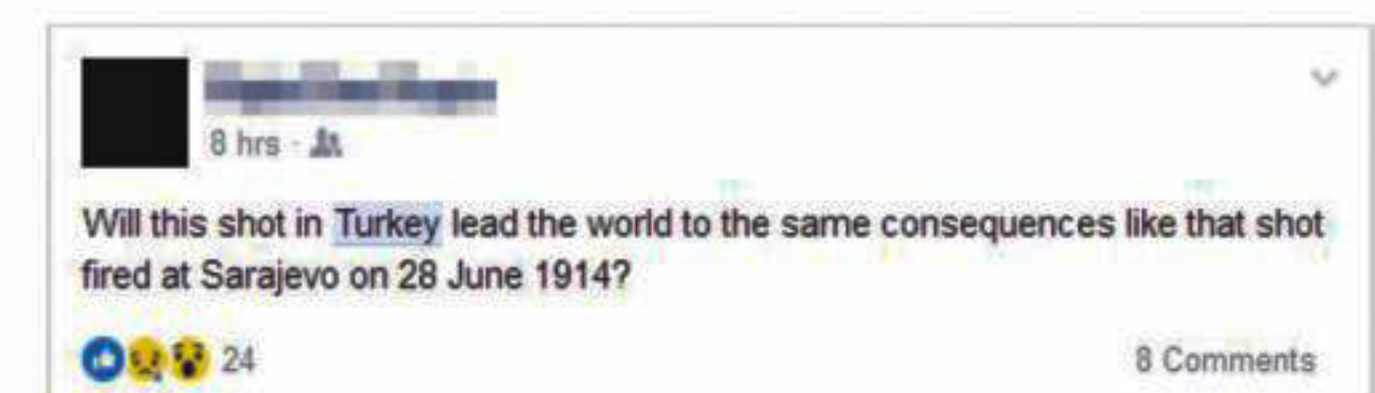 8 hrs ·
Will this shot in Turkey lead the world to the same consequences like that shot
fired at Sarajevo on 28 June 1914?
24
8 Comments